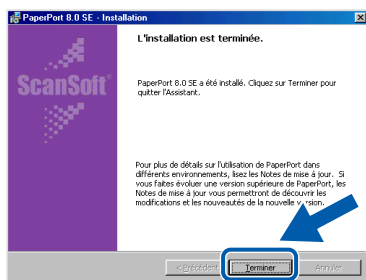 PaperPort 8.0 SE - Installation
L'installation est terminée.
ScanSoft®
PaperPort 8.0 SE a été installé. Cliquez sur Terminer pour
quitter l'Assistant.
Pour plus de détails sur l'utilisation de PaperPort dans
différents environnements, lisez les Notes de mise à jour. Si
vous faites évoluer une version supérieure de PaperPort, les
Notes de mise à jour vous permettront de découvrir les
modifications et les nouveautés de la nouvelle version.
< Précédent
Terminer
Annuler